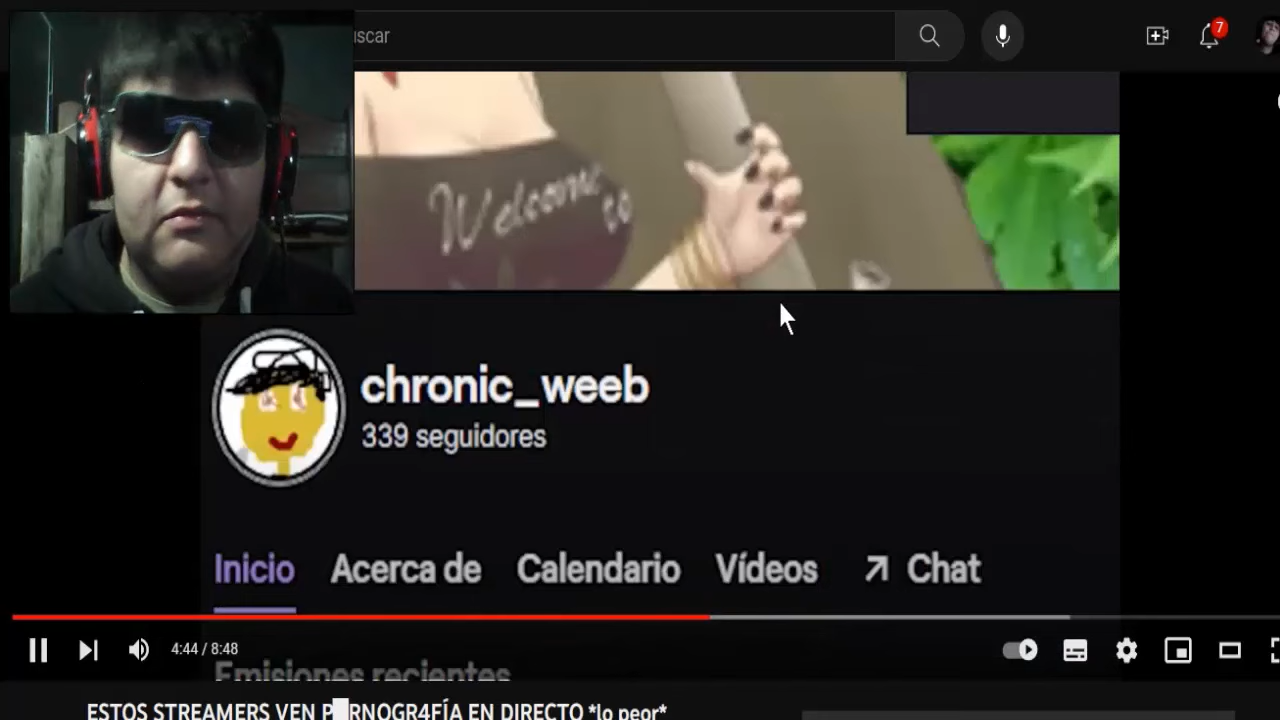 scar
7
Welcome
to
chronic_weeb
339 seguidores
Inicio Acerca de Calendario Vídeos Chat
4:44 / 8:48
Emisiones recientes
ESTOS STREAMERS VEN P RNOGR4FÍA EN DIRECTO *lo peor*